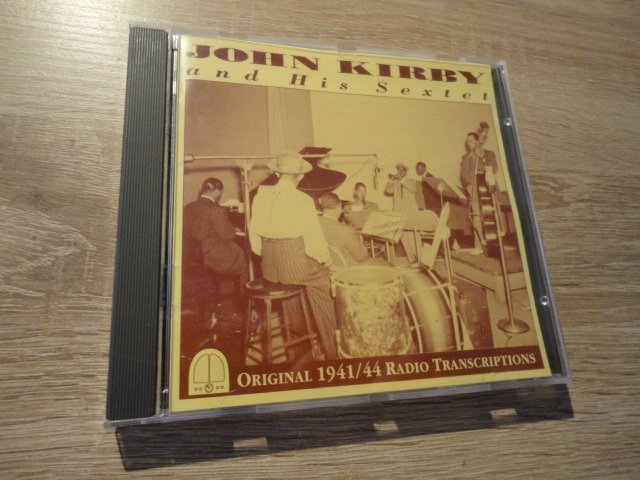 JOHN KIRBY
and His Sextet
ORIGINAL 1941/44 RADIO TRANSCRIPTIONS